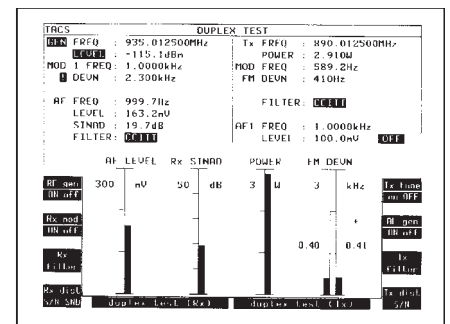 TACS DUPLEX TEST
GEN FREQ : 935.012500MHz Tx FREQ : 890.012500MHz
LEVEL : -115.1dBm POWER : 2.910W
MOD 1 FREQ : 1.0000kHz MOD FREQ : 589.2Hz
DEVN : 2.300kHz FM DEVN : 410Hz
AF FREQ : 999.7Hz FILTER: CCITT
LEVEL : 163.2mV
SINAD : 19.7dB AF1 FREQ : 1.0000kHz
FILTER: CCITT LEVEL : 100.0mV OFF
AF LEVEL Rx SINAD POWER FM DEVN
RF gen 300 mV 50 dB 3 W 3 kHz Tx tune
ON off on OFF
Rx mod + AF gen
ON off ON off
0.40 0.41
Rx filter Tx filter
Rx dist Tx dist
S/N SND duplex test (Rx) duplex test (Tx) S/N